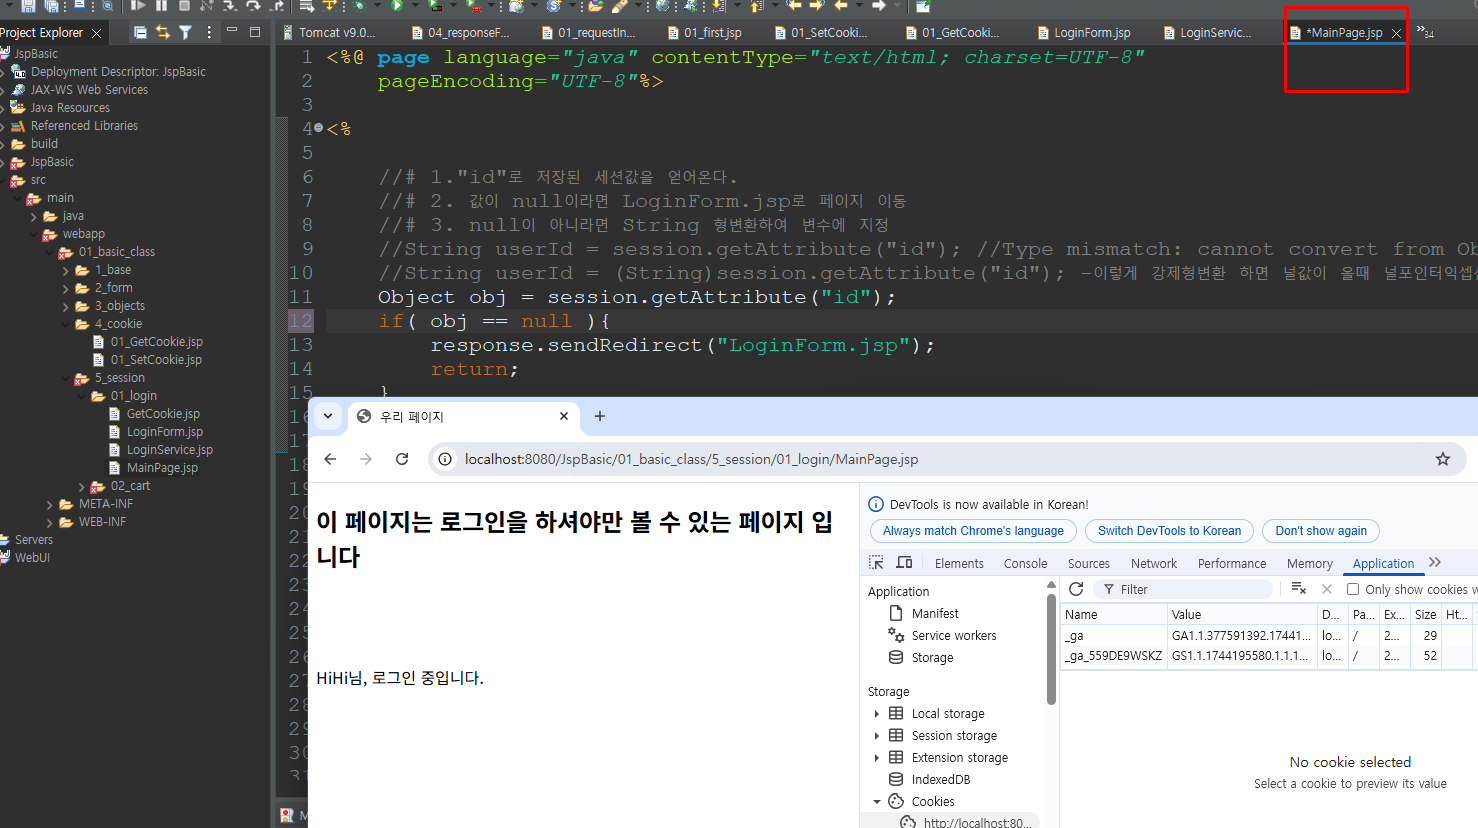 Project Explorer
Tomcat v9.0...
04_responseF...
01_requestIn...
01_first.jsp
01_SetCooki...
01_GetCooki...
LoginForm.jsp
LoginServic...
*MainPage.jsp
34
JspBasic
Deployment Descriptor: JspBasic
JAX-WS Web Services
Java Resources
Referenced Libraries
build
JspBasic
src
main
java
webapp
01_basic_class
1_base
2_form
3_objects
4_cookie
01_GetCookie.jsp
01_SetCookie.jsp
5_session
01_login
GetCookie.jsp
LoginForm.jsp
LoginService.jsp
MainPage.jsp
02_cart
META-INF
WEB-INF
Servers
WebUI
1 <%@ page language="java" contentType="text/html; charset=UTF-8"
2 pageEncoding="UTF-8"%>
3
4 <%
5
6 //# 1."id"로 저장된 세션값을 얻어온다.
7 //# 2. 값이 null이라면 LoginForm.jsp로 페이지 이동
8 //# 3. null이 아니라면 String 형변환하여 변수에 지정
9 //String userId = session.getAttribute("id"); //Type mismatch: cannot convert from Ob
10 //String userId = (String)session.getAttribute("id"); -이렇게 강제형변환 하면 널값이 올때 널포인터익셉션
11 Object obj = session.getAttribute("id");
12 if( obj == null ){
13 response.sendRedirect("LoginForm.jsp");
14 return;
15 }
16
17
18
19
20
21
22
23
24
25
26
27
28
29
30
31
우리 페이지
localhost:8080/JspBasic/01_basic_class/5_session/01_login/MainPage.jsp
이 페이지는 로그인을 하셔야만 볼 수 있는 페이지 입
니다
HiHi님, 로그인 중입니다.
DevTools is now available in Korean!
Always match Chrome's language
Switch DevTools to Korean
Don't show again
Elements
Console
Sources
Network
Performance
Memory
Application
Application
Manifest
Service workers
Storage
Storage
Local storage
Session storage
Extension storage
IndexedDB
Cookies
http://localhost:80...
Filter
Only show cookies w
Name Value D... Pa... Ex... Size Ht...
_ga GA1.1.377591392.17441... lo... / 2... 29
_ga_559DE9WSKZ GS1.1.1744195580.1.1.1... lo... / 2... 52
No cookie selected
Select a cookie to preview its value